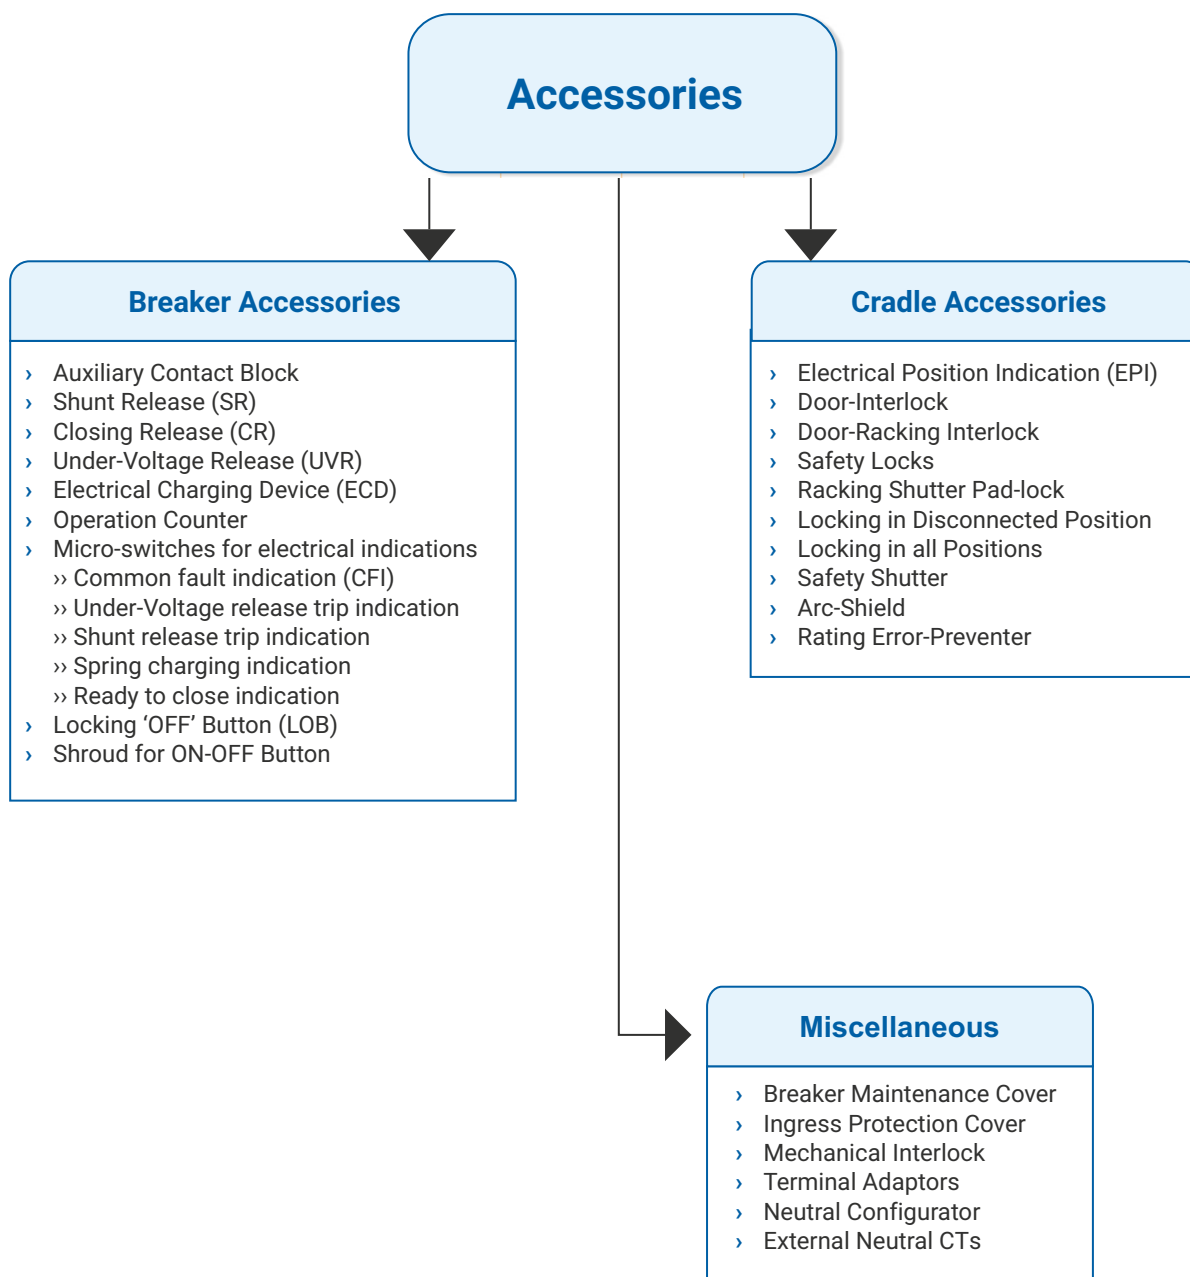 Accessories
Breaker Accessories
› Auxiliary Contact Block
› Shunt Release (SR)
› Closing Release (CR)
› Under-Voltage Release (UVR)
› Electrical Charging Device (ECD)
› Operation Counter
› Micro-switches for electrical indications
›› Common fault indication (CFI)
›› Under-Voltage release trip indication
›› Shunt release trip indication
›› Spring charging indication
›› Ready to close indication
› Locking ‘OFF’ Button (LOB)
› Shroud for ON-OFF Button
Cradle Accessories
› Electrical Position Indication (EPI)
› Door-Interlock
› Door-Racking Interlock
› Safety Locks
› Racking Shutter Pad-lock
› Locking in Disconnected Position
› Locking in all Positions
› Safety Shutter
› Arc-Shield
› Rating Error-Preventer
Miscellaneous
› Breaker Maintenance Cover
› Ingress Protection Cover
› Mechanical Interlock
› Terminal Adaptors
› Neutral Configurator
› External Neutral CTs